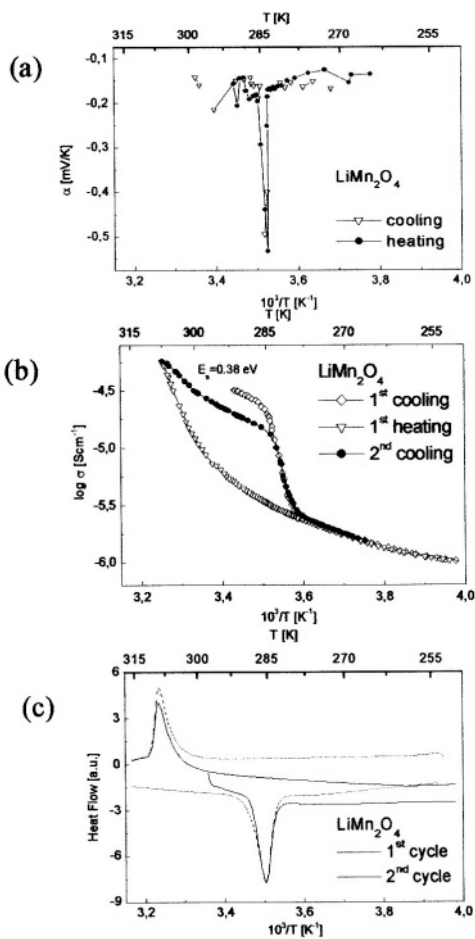 T [K]
315 300 285 270 255
(a)
-0,1
-0,2
-0,3
-0,4
-0,5
α [mV/K]
LiMn2O4
cooling
heating
3,2 3,4 3,6 3,8 4,0
10³/T [K⁻¹]
T [K]
315 300 285 270 255
(b)
-4,5
-5,0
-5,5
-6,0
log σ [Scm⁻¹]
LiMn2O4
1st cooling
1st heating
2nd cooling
3,2 3,4 3,6 3,8 4,0
10³/T [K⁻¹]
T [K]
315 300 285 270 255
(c)
6
3
0
-3
-6
-9
Heat Flow [a.u.]
LiMn2O4
1st cycle
2nd cycle
3,2 3,4 3,6 3,8 4,0
10³/T [K⁻¹]